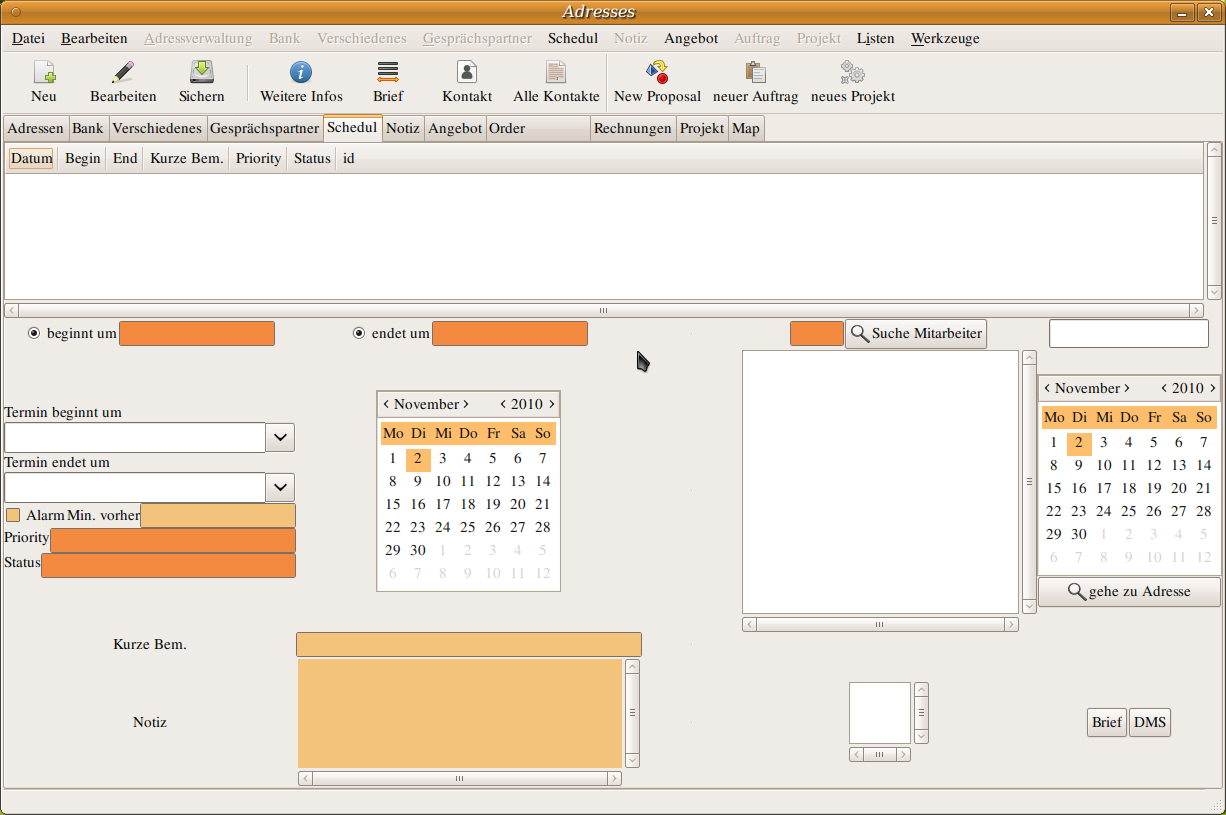 Adresses
Datei Bearbeiten Adressverwaltung Bank Verschiedenes Gesprächspartner Schedul Notiz Angebot Auftrag Projekt Listen Werkzeuge
Neu Bearbeiten Sichern Weitere Infos Brief Kontakt Alle Kontakte New Proposal neuer Auftrag neues Projekt
Adressen Bank Verschiedenes Gesprächspartner Schedul Notiz Angebot Order Rechnungen Projekt Map
Datum Begin End Kurze Bem. Priority Status id
beginnt um endet um Suche Mitarbeiter
Termin beginnt um
Termin endet um
Alarm Min. vorher
Priority
Status
< November > < 2010 >
Mo Di Mi Do Fr Sa So
1 2 3 4 5 6 7
8 9 10 11 12 13 14
15 16 17 18 19 20 21
22 23 24 25 26 27 28
29 30 1 2 3 4 5
6 7 8 9 10 11 12
< November > < 2010 >
Mo Di Mi Do Fr Sa So
1 2 3 4 5 6 7
8 9 10 11 12 13 14
15 16 17 18 19 20 21
22 23 24 25 26 27 28
29 30 1 2 3 4 5
6 7 8 9 10 11 12
gehe zu Adresse
Kurze Bem.
Notiz
Brief DMS